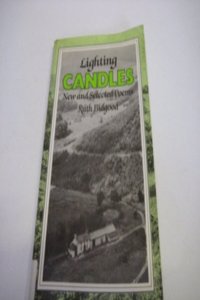 Lighting
CANDLES
New and Selected Poems
Ruth Bidgood